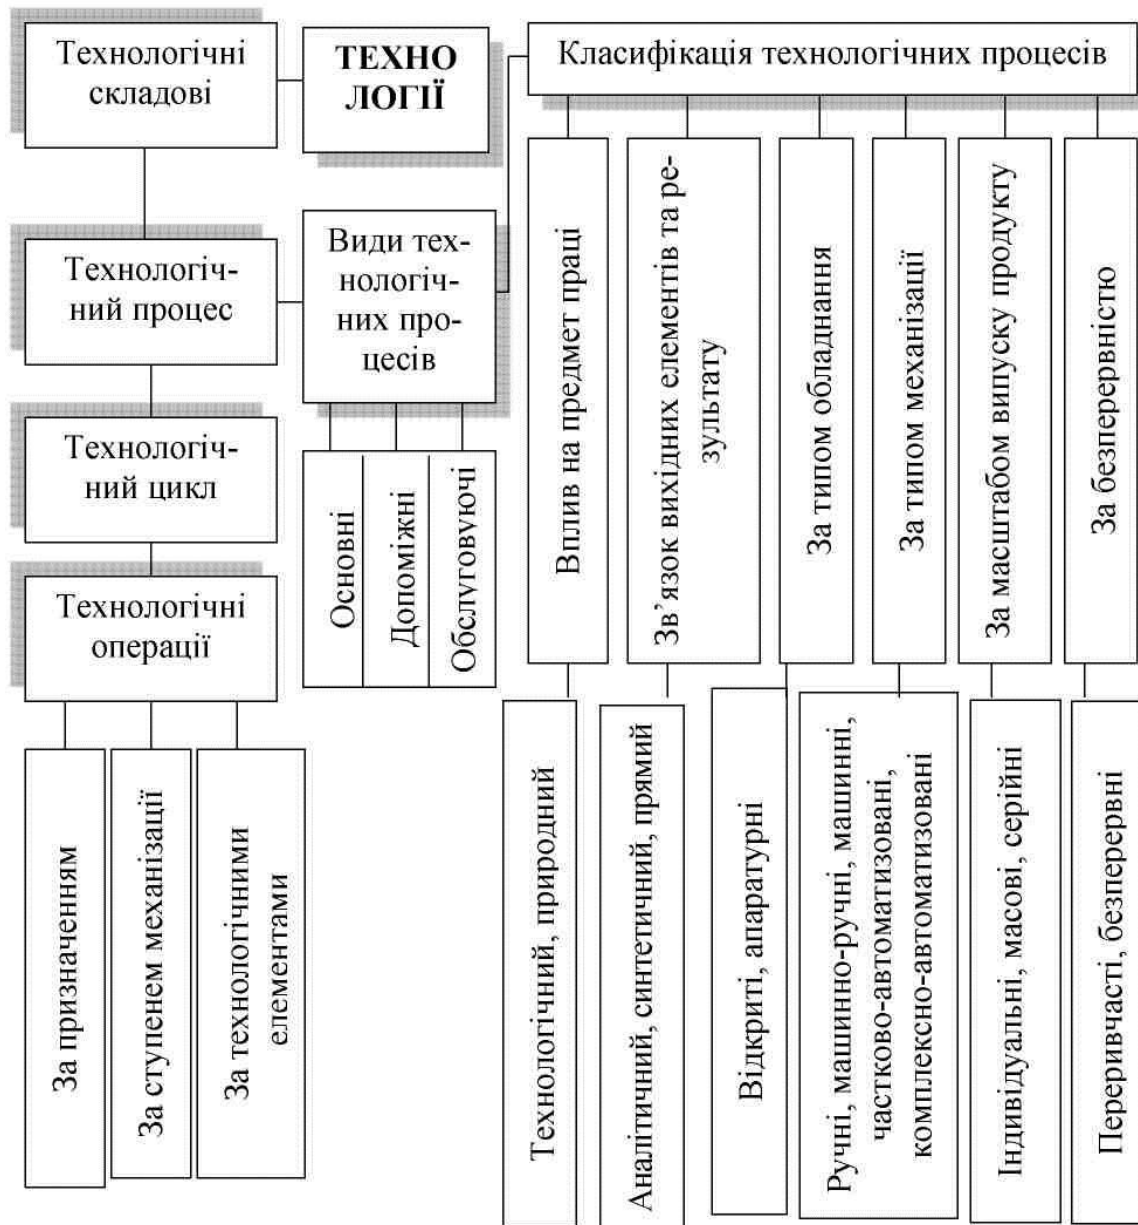 Технологічні
складові
ТЕХНО
ЛОГІЇ
Класифікація технологічних процесів
Технологіч-
ний процес
Види тех-
нологіч-
них про-
цесів
Технологіч-
ний цикл
Технологічні
операції
Основні
Допоміжні
Обслуговуючі
За призначенням
За ступенем механізації
За технологічними
елементами
Вплив на предмет праці
Зв’язок вихідних елементів та ре-
зультату
За типом обладнання
За типом механізації
За масштабом випуску продукту
За безперервністю
Технологічний, природний
Аналітичний, синтетичний, прямий
Відкриті, апаратурні
Ручні, машинно-ручні, машинні,
частково-автоматизовані,
комплексно-автоматизовані
Індивідуальні, масові, серійні
Переривчасті, безперервні